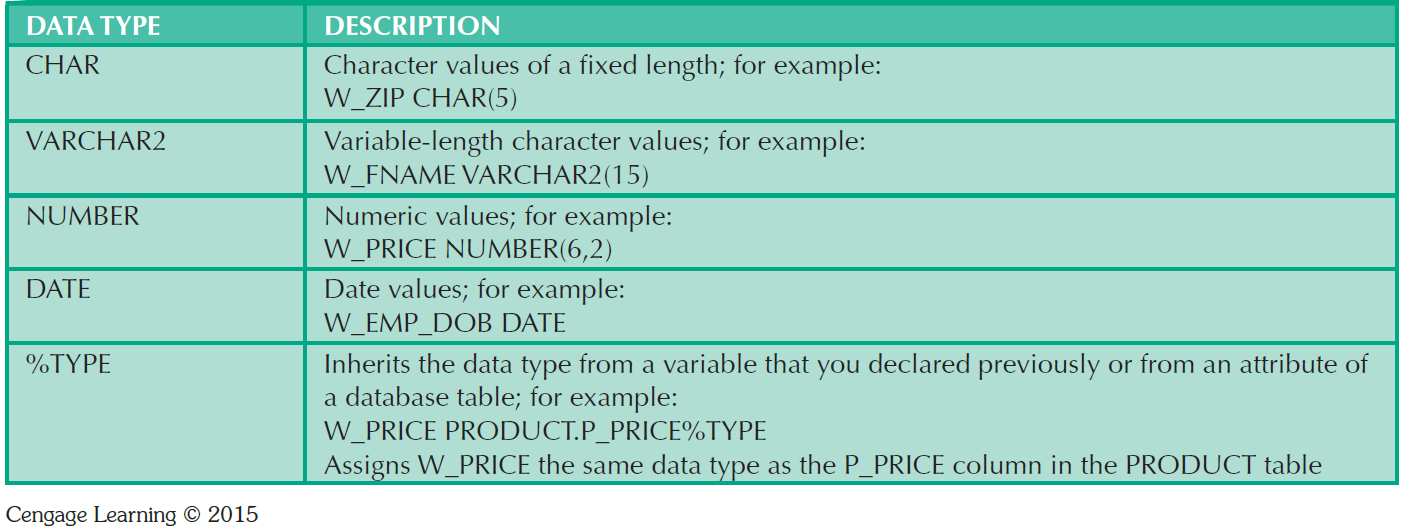 DATA TYPE DESCRIPTION
CHAR Character values of a fixed length; for example:
W_ZIP CHAR(5)
VARCHAR2 Variable-length character values; for example:
W_FNAME VARCHAR2(15)
NUMBER Numeric values; for example:
W_PRICE NUMBER(6,2)
DATE Date values; for example:
W_EMP_DOB DATE
%TYPE Inherits the data type from a variable that you declared previously or from an attribute of
a database table; for example:
W_PRICE PRODUCT.P_PRICE%TYPE
Assigns W_PRICE the same data type as the P_PRICE column in the PRODUCT table
Cengage Learning © 2015